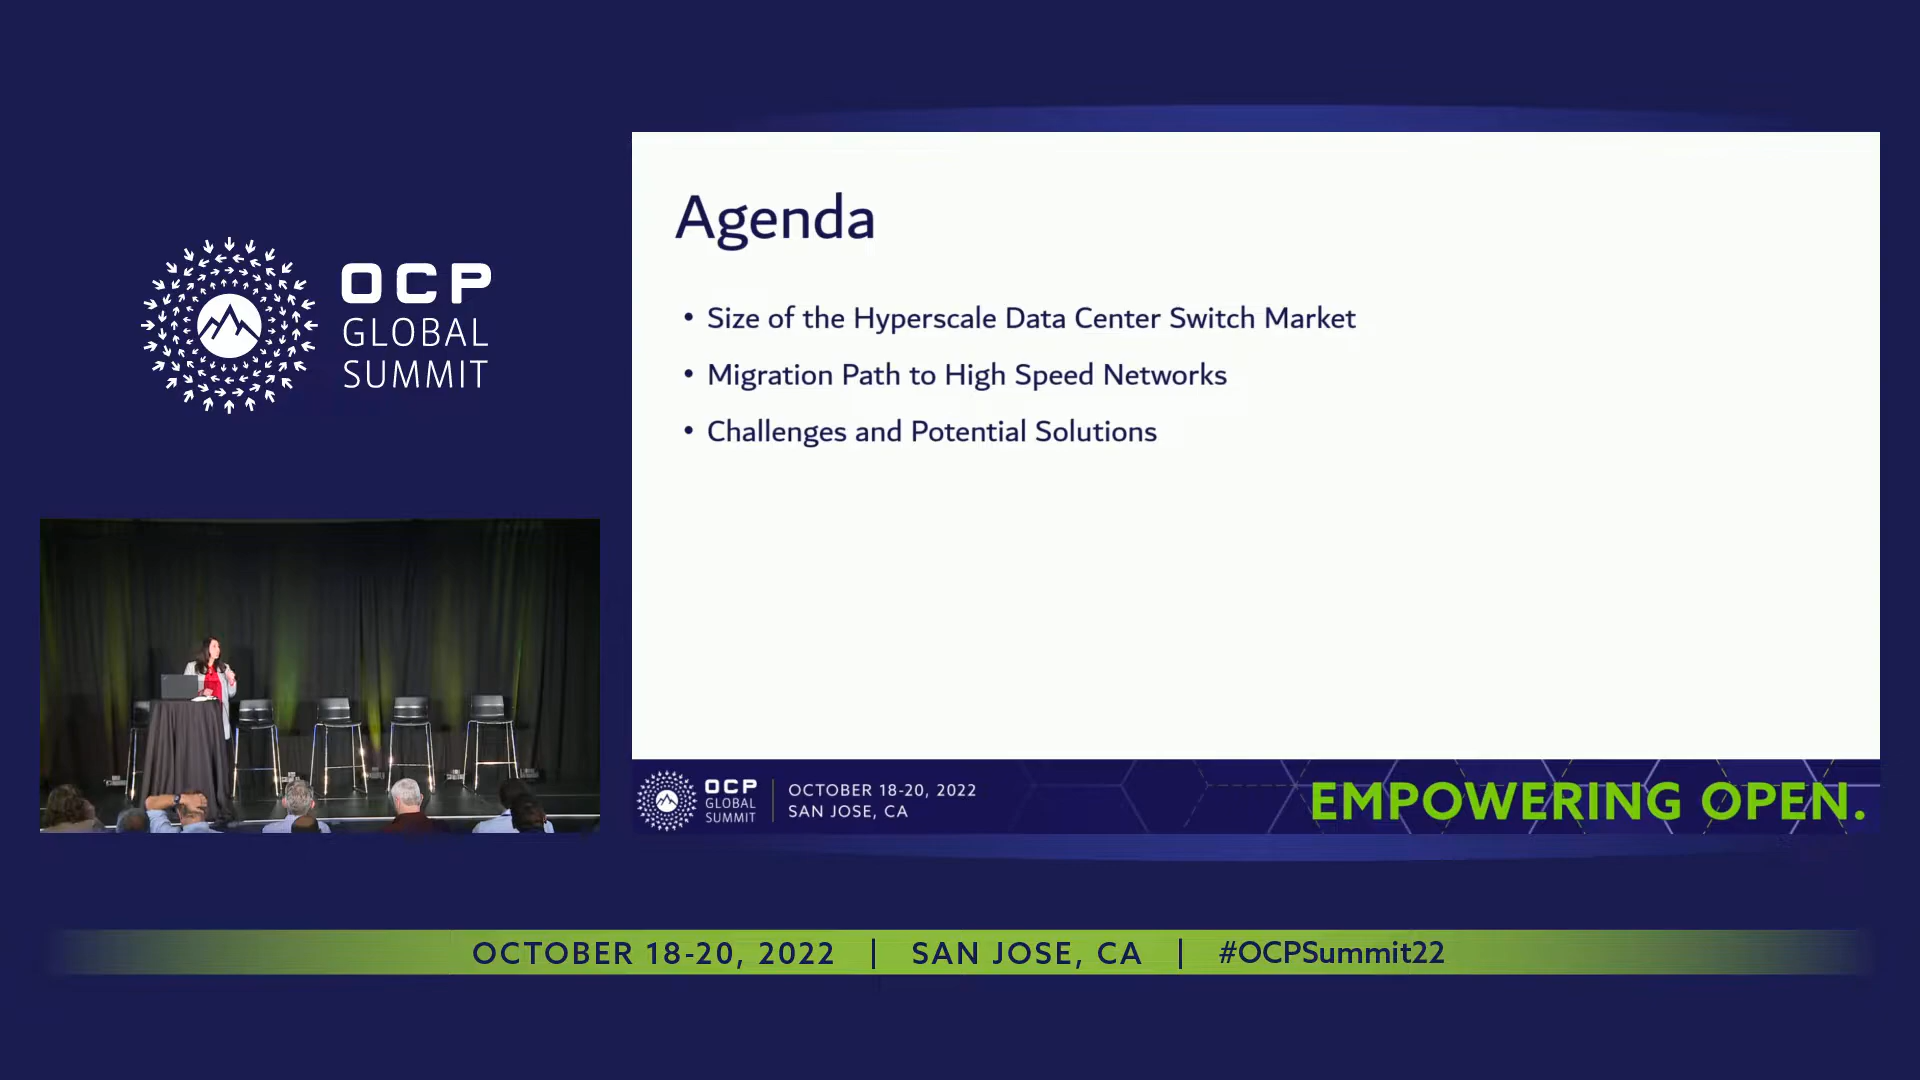 OCP
GLOBAL
SUMMIT
Agenda
• Size of the Hyperscale Data Center Switch Market
• Migration Path to High Speed Networks
• Challenges and Potential Solutions
OCP
GLOBAL
SUMMIT
OCTOBER 18-20, 2022
SAN JOSE, CA
EMPOWERING OPEN.
OCTOBER 18-20, 2022 | SAN JOSE, CA | #OCPSummit22